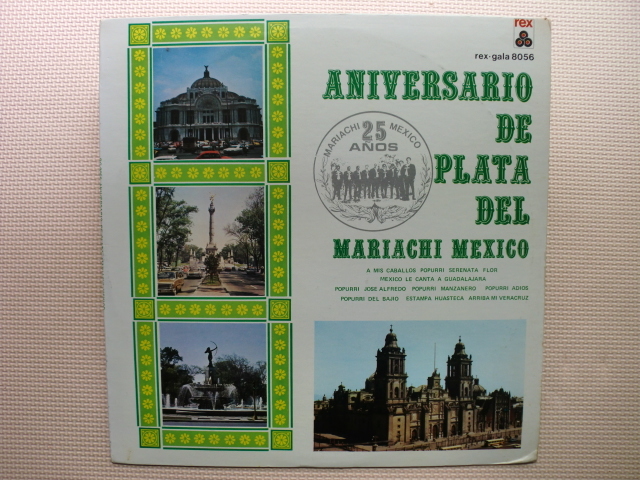 rex
rex-gala 8056
ANIVERSARIO
DE
PLATA
DEL
MARIACHI MEXICO
MARIACHI MEXICO
25
AÑOS
A MIS CABALLOS POPURRI SERENATA FLOR
MEXICO LE CANTA A GUADALAJARA
POPURRI JOSE ALFREDO POPURRI MANZANERO POPURRI ADIOS
POPURRI DEL BAJIO ESTAMPA HUASTECA ARRIBA MI VERACRUZ